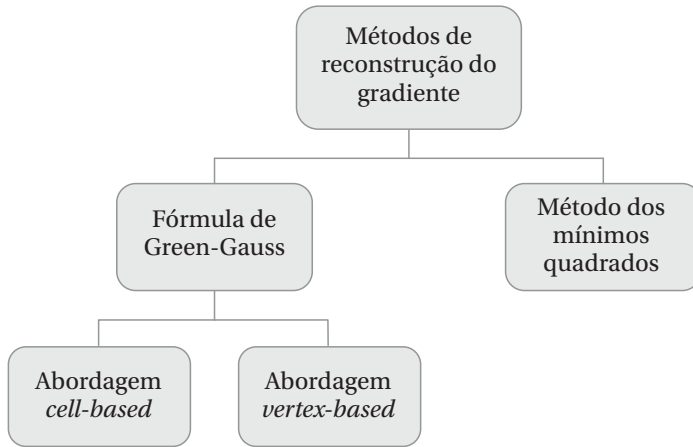 Métodos de
reconstrução do
gradiente
Fórmula de
Green-Gauss
Método dos
mínimos
quadrados
Abordagem
cell-based
Abordagem
vertex-based